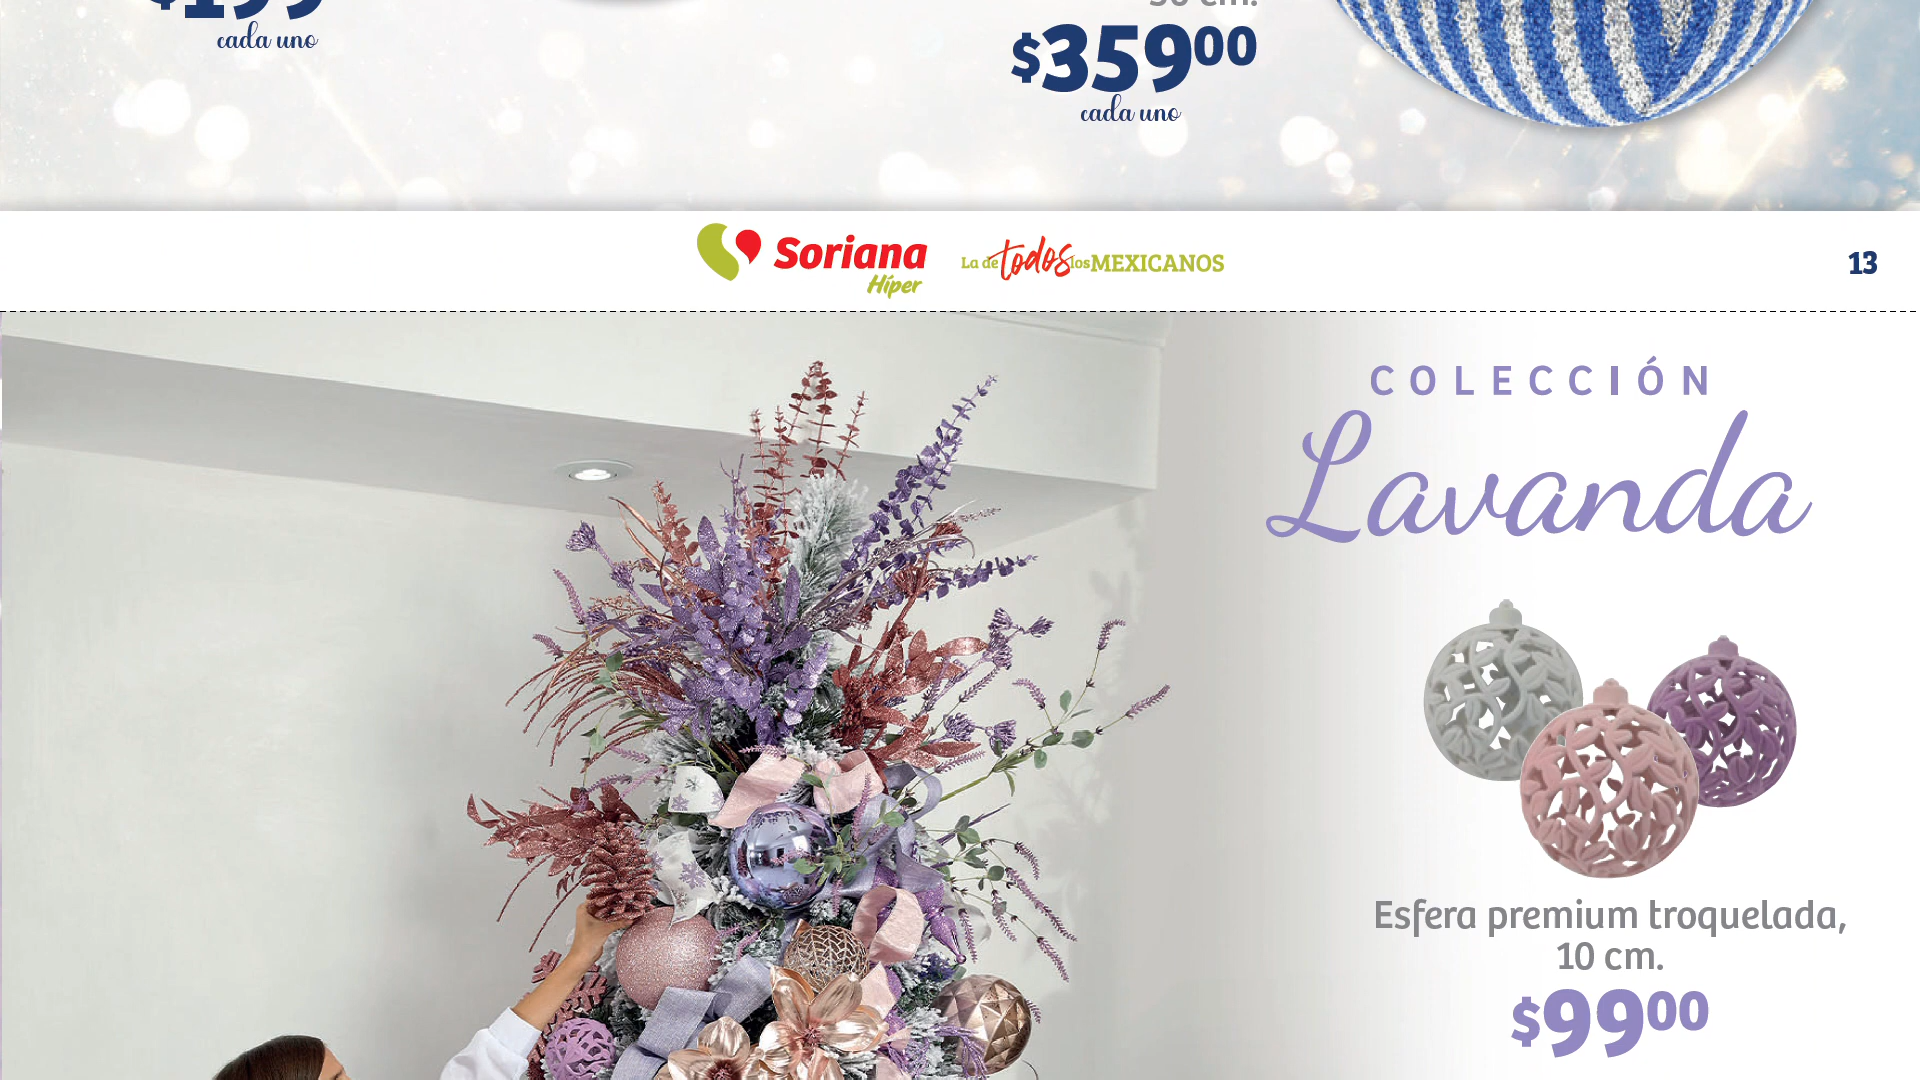 $199
cada uno
$359⁰⁰
cada uno
Soriana
Híper
La de todos los MEXICANOS
13
COLECCIÓN
Lavanda
Esfera premium troquelada,
10 cm.
$99⁰⁰